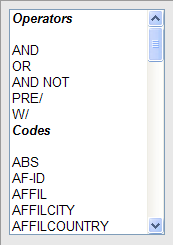 Operators
AND
OR
AND NOT
PRE/
W/
Codes
ABS
AF-ID
AFFIL
AFFILCITY
AFFILCOUNTRY